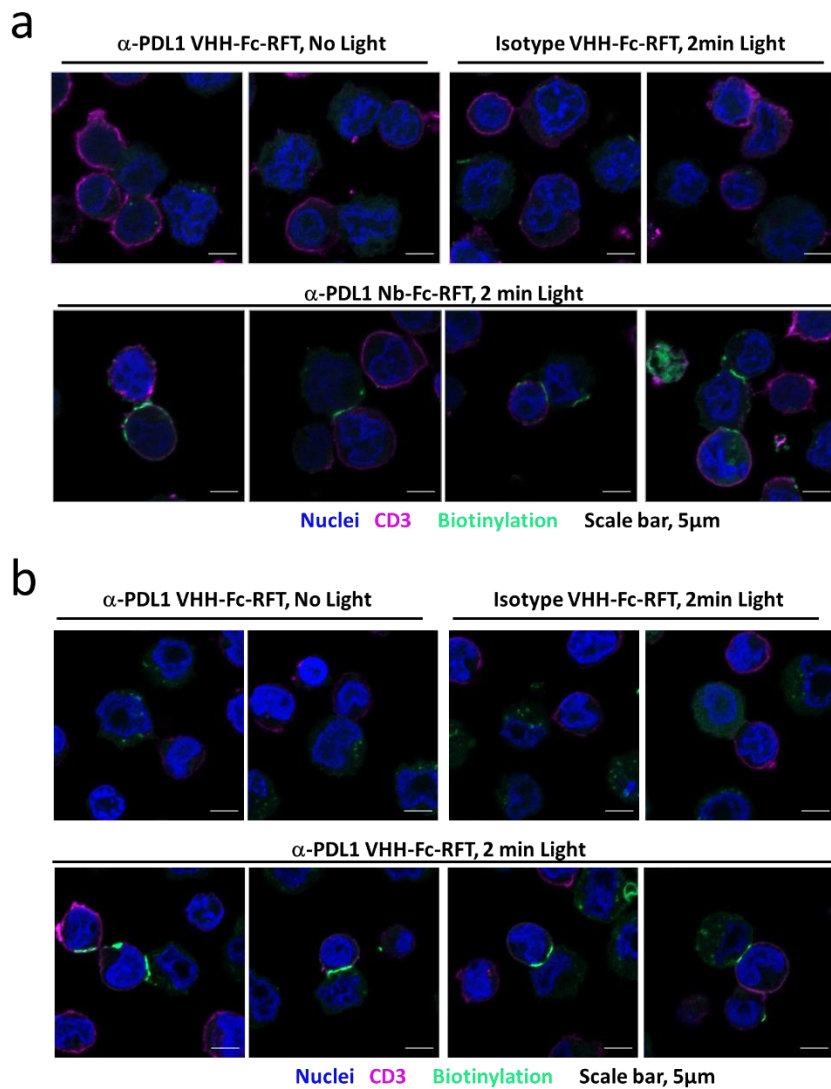 a
α-PDL1 VHH-Fc-RFT, No Light
Isotype VHH-Fc-RFT, 2min Light
α-PDL1 Nb-Fc-RFT, 2 min Light
Nuclei CD3 Biotinylation Scale bar, 5µm
b
α-PDL1 VHH-Fc-RFT, No Light
Isotype VHH-Fc-RFT, 2min Light
α-PDL1 VHH-Fc-RFT, 2 min Light
Nuclei CD3 Biotinylation Scale bar, 5µm